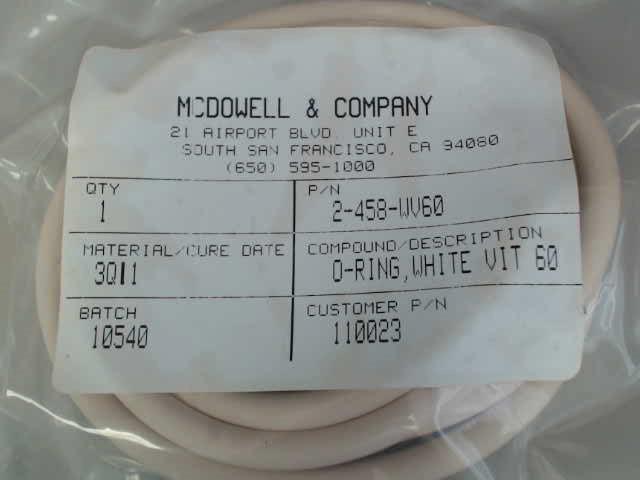 MCDOWELL & COMPANY
21 AIRPORT BLVD. UNIT E
SOUTH SAN FRANCISCO, CA 94080
(650) 595-1000
QTY
1
P/N
2-458-WV60
MATERIAL/CURE DATE
3Q11
COMPOUND/DESCRIPTION
O-RING,WHITE VIT 60
BATCH
10540
CUSTOMER P/N
110023